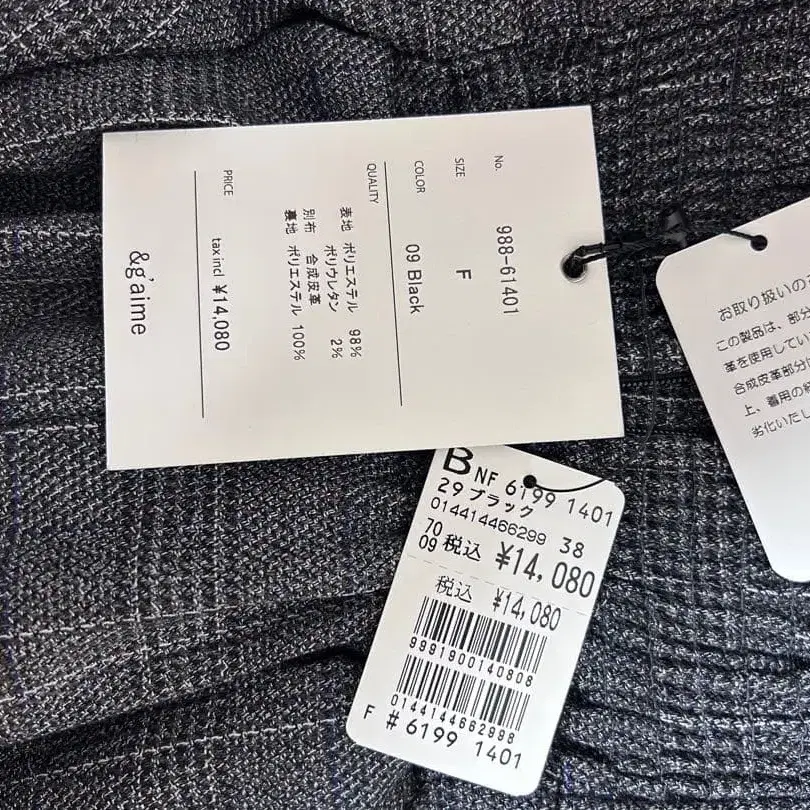 No. 988-61401
SIZE F
COLOR 09 Black
QUALITY
表地 ポリエステル 98%
ポリウレタン 2%
別布 合成皮革
裏地 ポリエステル 100%
PRICE
tax incl ¥14,080
&g'aime
B NF 6199 1401
29 ブラック
014414466299 38
70
09 税込 ¥14,080
税込 ¥14,080
9991900140808
0144144662998
F # 6199 1401
お取り扱いの
この製品は、部分
革を使用してい
合成皮革部分
上、着用の
劣化いたし